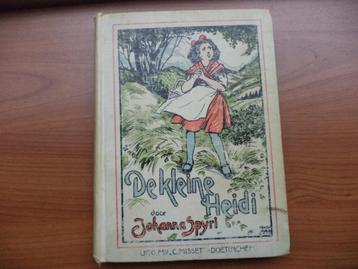 De kleine
Heidi
door
Johanna Spyri
UITG. MIJ. „C. MISSET” DOETINCHEM